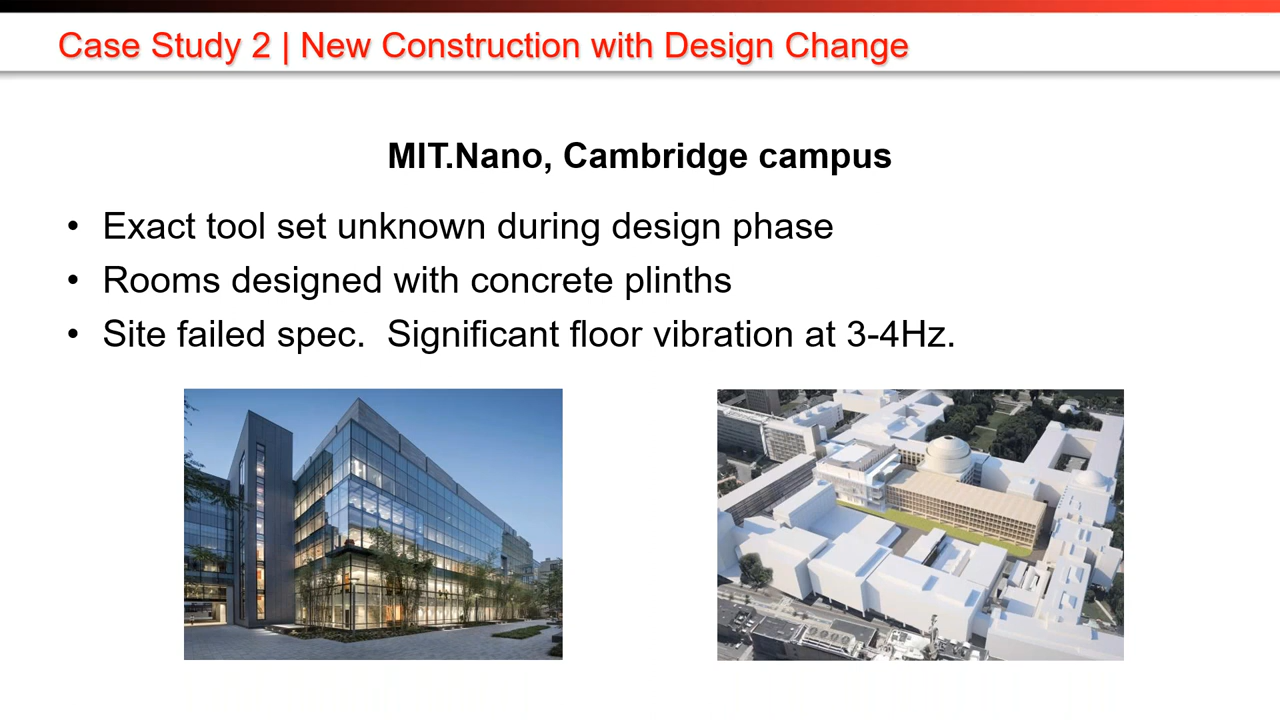 Case Study 2 | New Construction with Design Change
MIT.Nano, Cambridge campus
• Exact tool set unknown during design phase
• Rooms designed with concrete plinths
• Site failed spec.  Significant floor vibration at 3-4Hz.